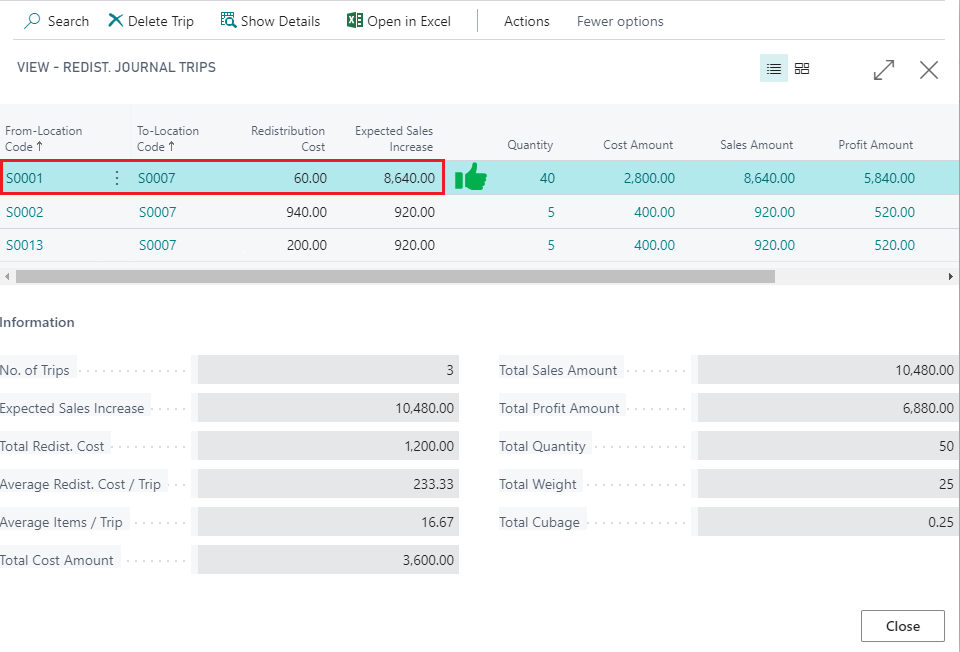 Search Delete Trip Show Details Open in Excel Actions Fewer options
VIEW - REDIST. JOURNAL TRIPS
From-Location To-Location Redistribution Expected Sales
Code ↑ Code ↑ Cost Increase Quantity Cost Amount Sales Amount Profit Amount
S0001 S0007 60.00 8,640.00 40 2,800.00 8,640.00 5,840.00
S0002 S0007 940.00 920.00 5 400.00 920.00 520.00
S0013 S0007 200.00 920.00 5 400.00 920.00 520.00
Information
No. of Trips 3 Total Sales Amount 10,480.00
Expected Sales Increase 10,480.00 Total Profit Amount 6,880.00
Total Redist. Cost 1,200.00 Total Quantity 50
Average Redist. Cost / Trip 233.33 Total Weight 25
Average Items / Trip 16.67 Total Cubage 0.25
Total Cost Amount 3,600.00
Close